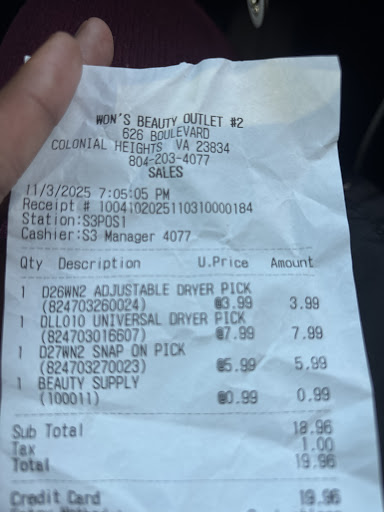 WON'S BEAUTY OUTLET #2
626 BOULEVARD
COLONIAL HEIGHTS VA 23834
804-203-4077
SALES
11/3/2025 7:05:05 PM
Receipt # 1004102025110310000184
Station:S3POS1
Cashier:S3 Manager 4077
Qty Description U.Price Amount
1 D26WN2 ADJUSTABLE DRYER PICK
(824703260024) @3.99 3.99
1 DLL010 UNIVERSAL DRYER PICK
(824703016607) @7.99 7.99
1 D27WN2 SNAP ON PICK
(824703270023) @5.99 5.99
1 BEAUTY SUPPLY
(100011) @0.99 0.99
Sub Total 18.96
Tax 1.00
Total 19.96
Credit Card 19.96